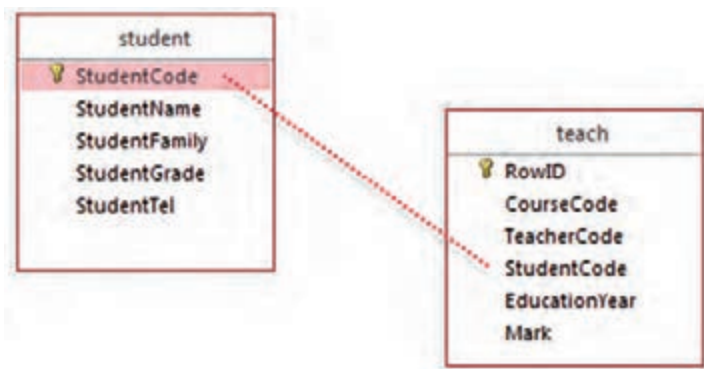 student
StudentCode
StudentName
StudentFamily
StudentGrade
StudentTel
teach
RowID
CourseCode
TeacherCode
StudentCode
EducationYear
Mark